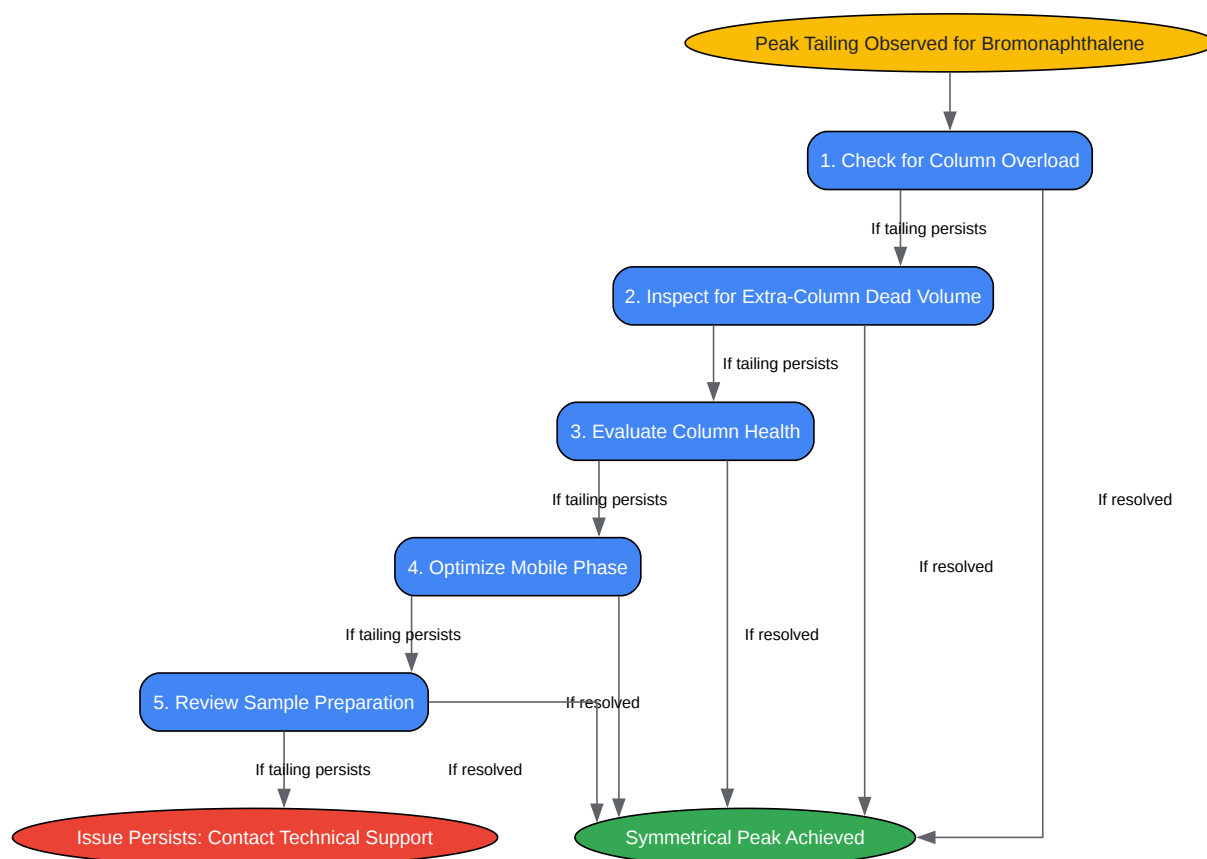 Peak Tailing Observed for Bromonaphthalene
1. Check for Column Overload
If tailing persists
2. Inspect for Extra-Column Dead Volume
If tailing persists
3. Evaluate Column Health
If tailing persists
If resolved
4. Optimize Mobile Phase
If resolved
If tailing persists
If resolved
5. Review Sample Preparation
If resolved
If tailing persists
If resolved
Issue Persists: Contact Technical Support
Symmetrical Peak Achieved